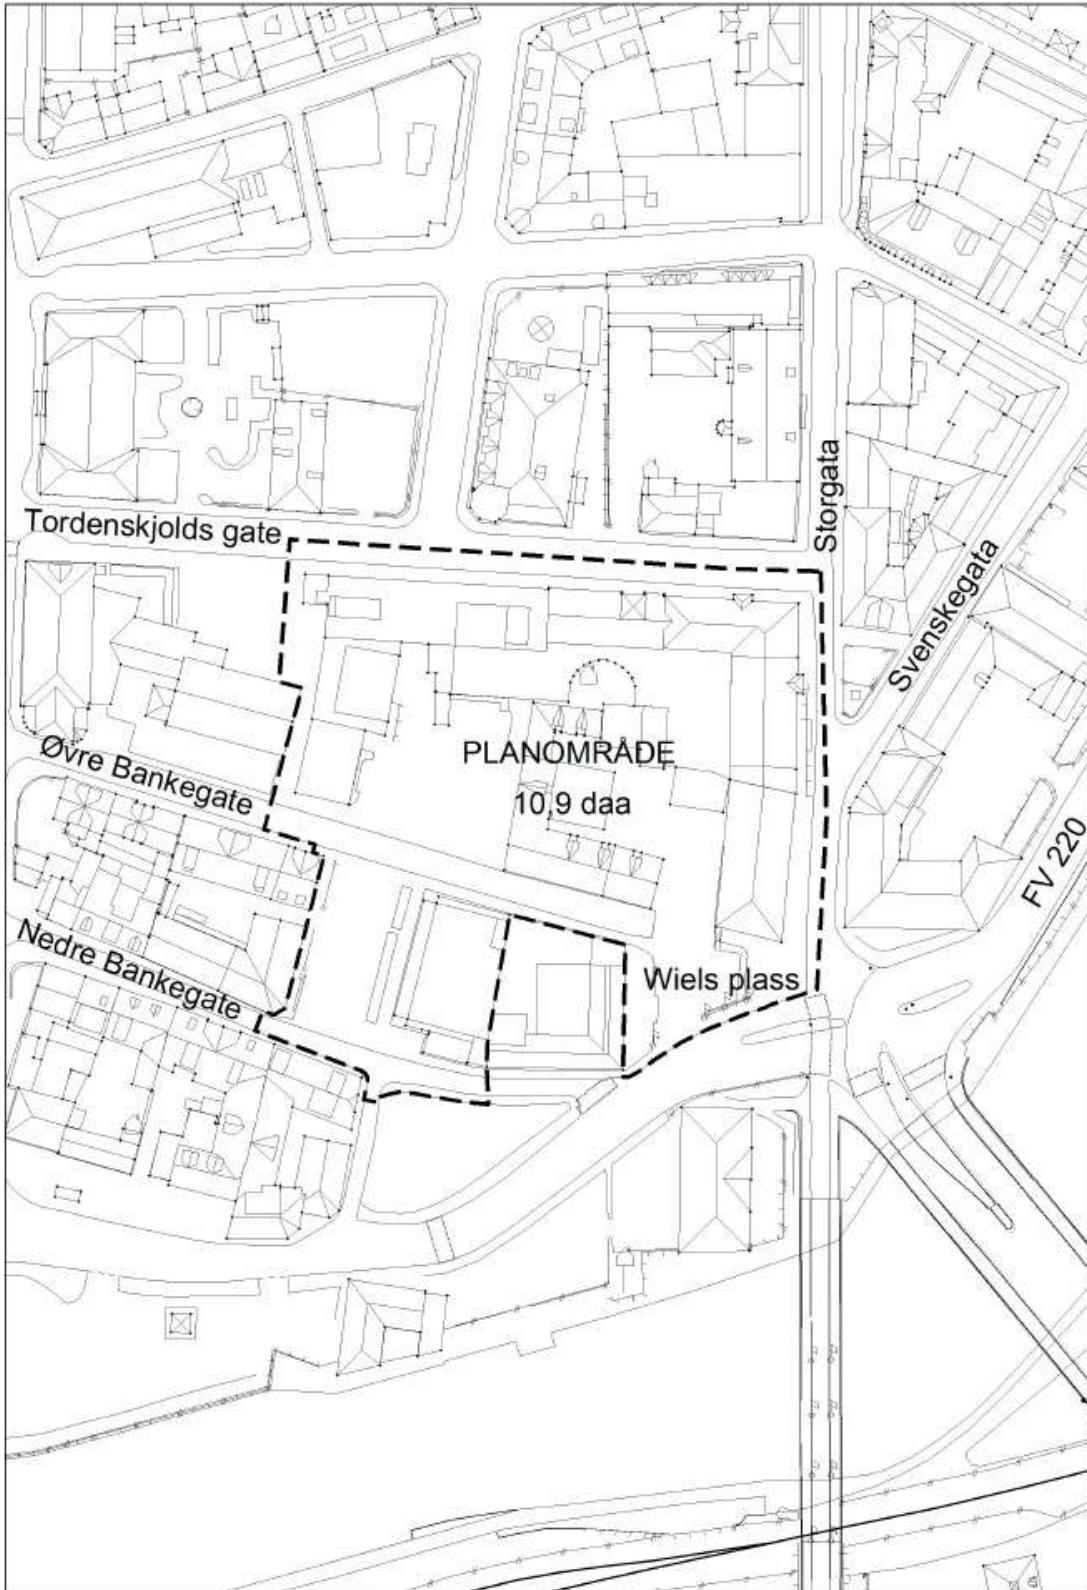 Tordenskjolds gate
Storgata
Svenskegata
PLANOMRÅDE
10,9 daa
Øvre Bankegate
FV 220
Nedre Bankegate
Wiels plass